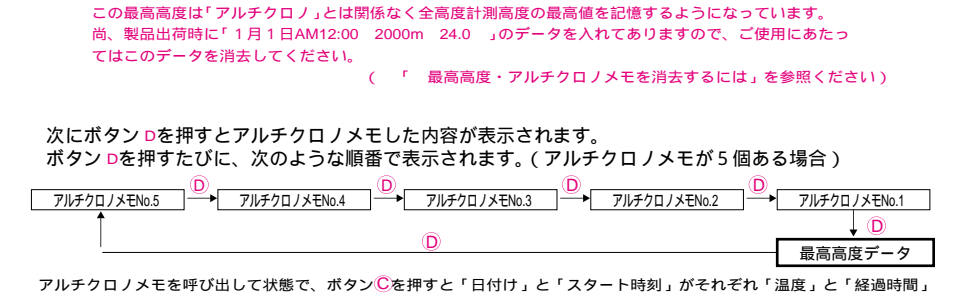 この最高高度は「アルチクロノ」とは関係なく全高度計測高度の最高値を記憶するようになっています。
尚、製品出荷時に「1月1日AM12:00　2000m　24.0　」のデータを入れてありますので、ご使用にあたっ
てはこのデータを消去してください。
(　「　最高高度・アルチクロノメモを消去するには」を参照ください)
次にボタン Dを押すとアルチクロノメモした内容が表示されます。
ボタン Dを押すたびに、次のような順番で表示されます。(アルチクロノメモが5個ある場合)
アルチクロノメモNo.5 Ⓓ アルチクロノメモNo.4 Ⓓ アルチクロノメモNo.3 Ⓓ アルチクロノメモNo.2 Ⓓ アルチクロノメモNo.1
Ⓓ
Ⓓ
最高高度データ
アルチクロノメモを呼び出して状態で、ボタンⒸを押すと「日付け」と「スタート時刻」がそれぞれ「温度」と「経過時間」